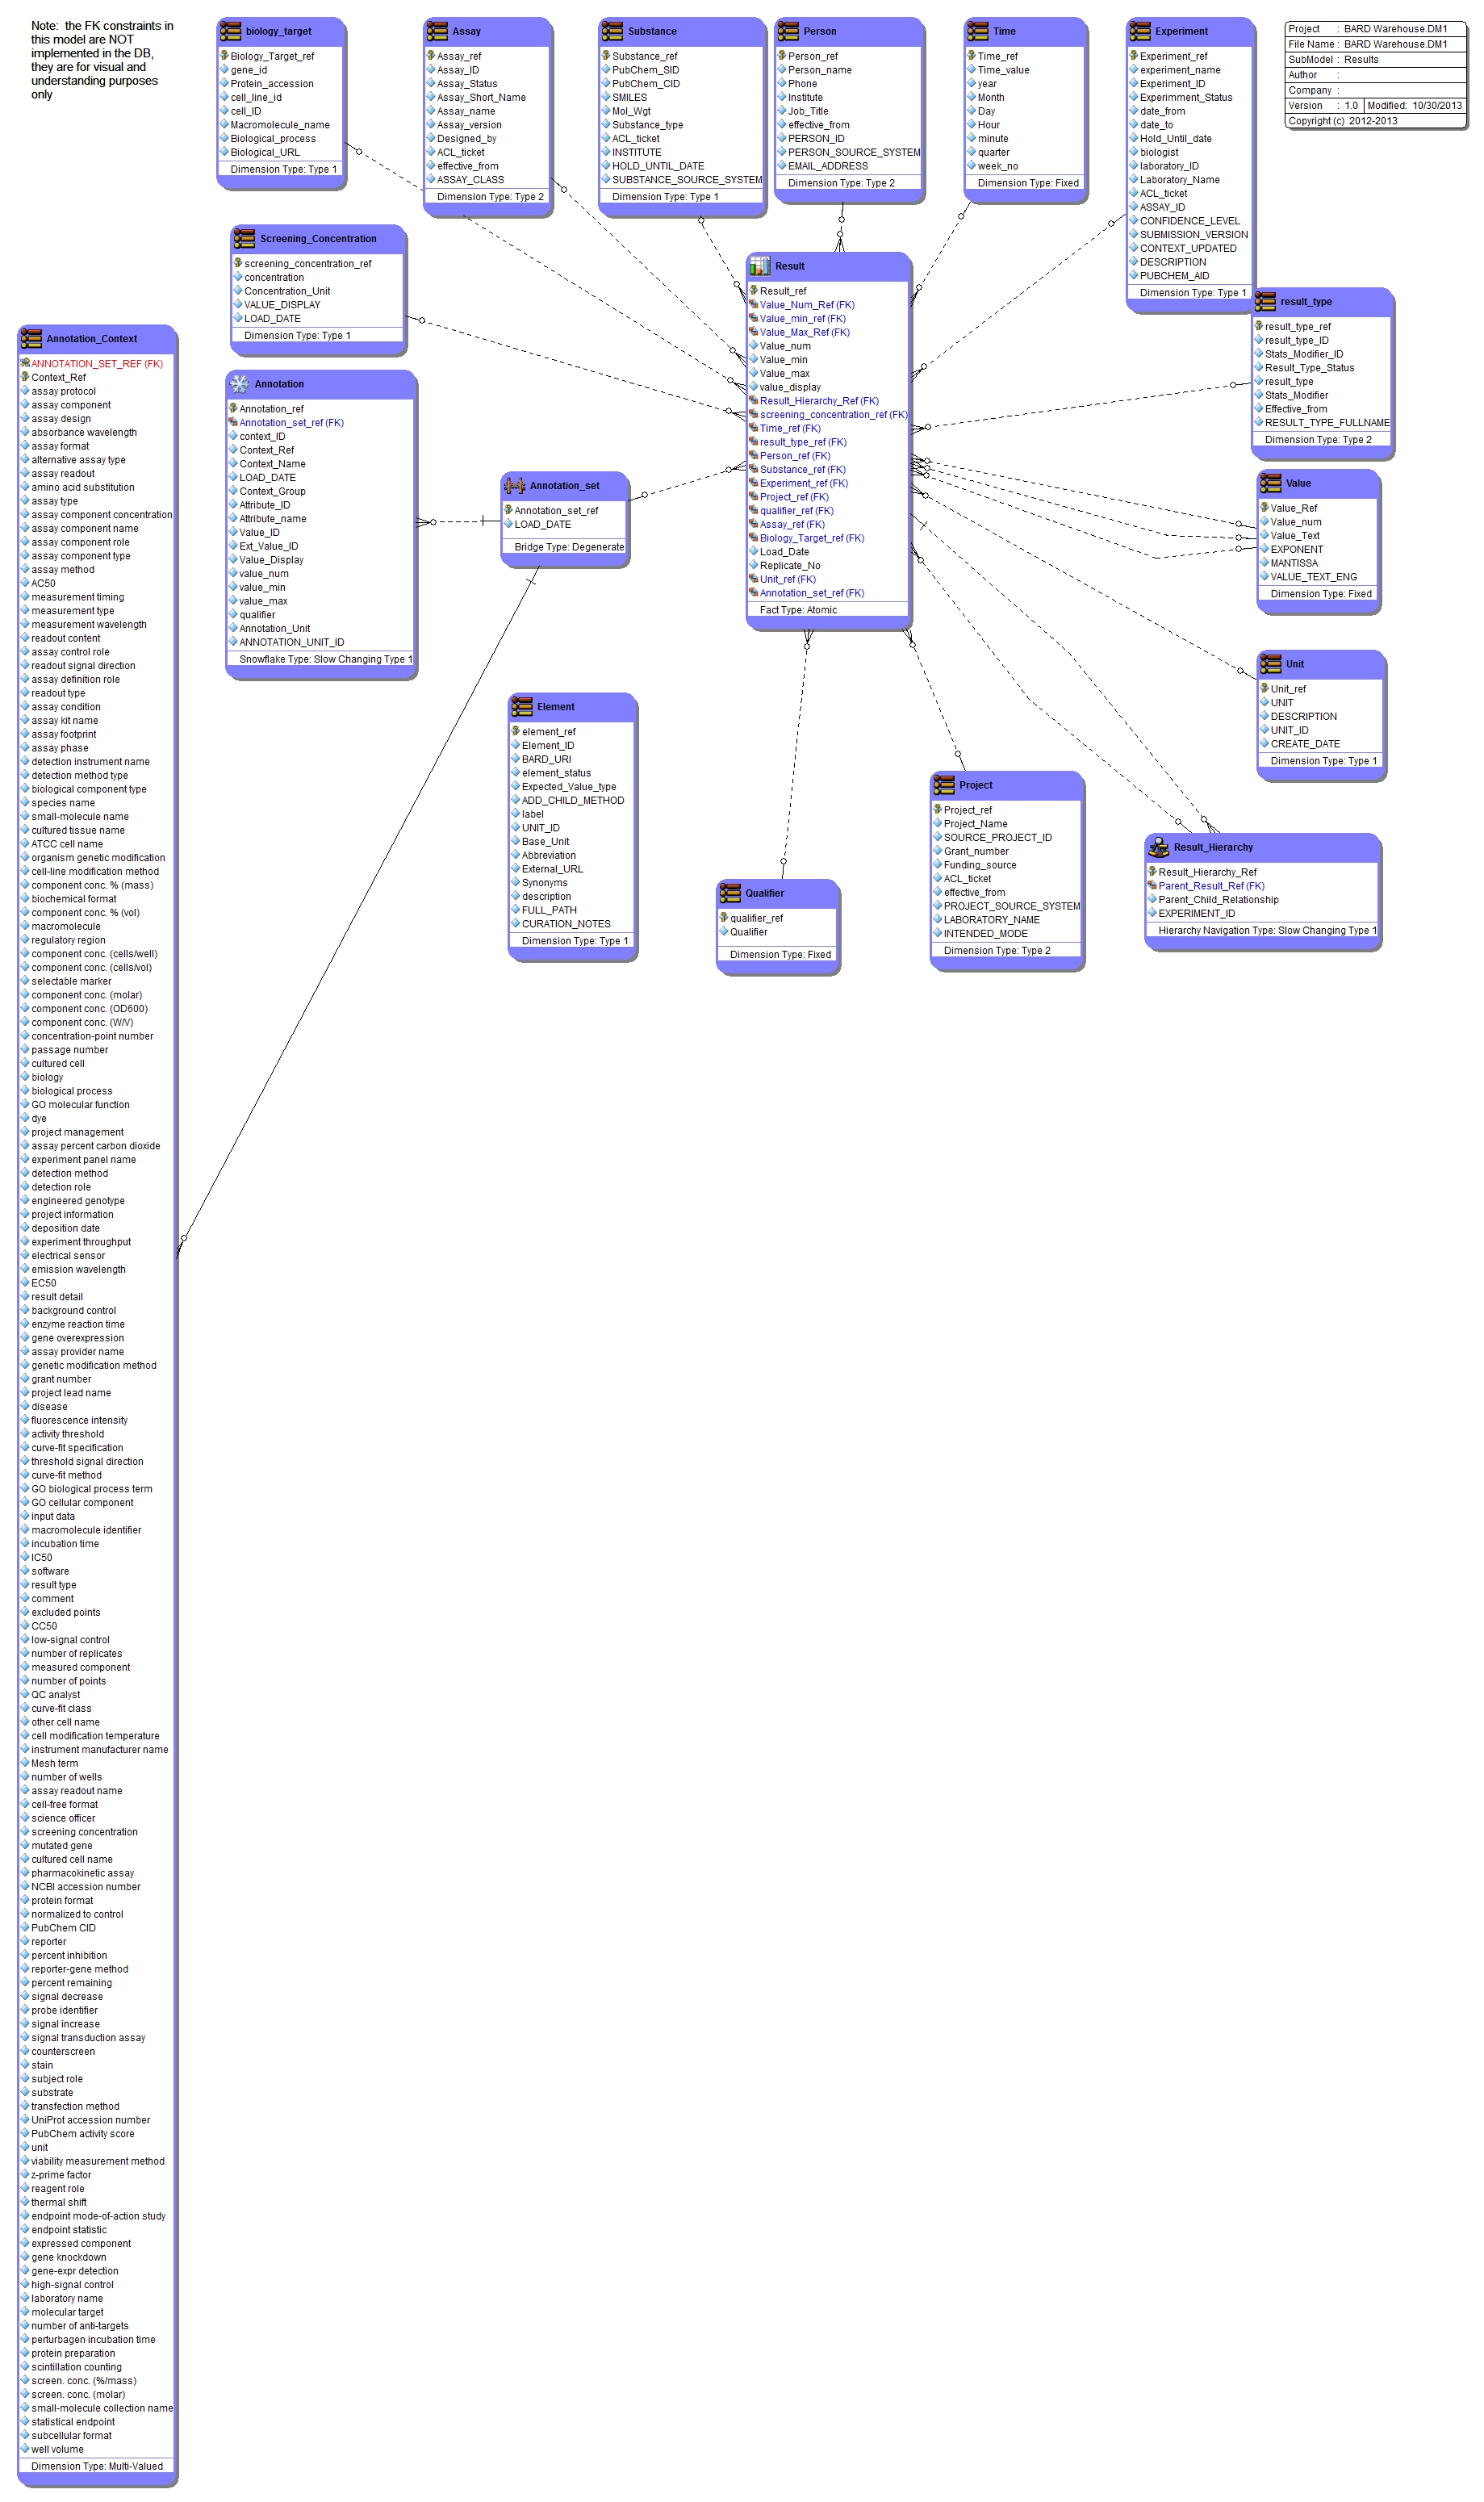 Note:  the FK constraints in
this model are NOT
implemented in the DB,
they are for visual and
understanding purposes
only
biology_target
Biology_Target_ref
gene_id
Protein_accession
cell_line_id
cell_ID
Macromolecule_name
Biological_process
Biological_URL
Dimension Type: Type 1
Assay
Assay_ref
Assay_ID
Assay_Status
Assay_Short_Name
Assay_name
Assay_version
Designed_by
ACL_ticket
effective_from
ASSAY_CLASS
Dimension Type: Type 2
Substance
Substance_ref
PubChem_SID
PubChem_CID
SMILES
Mol_Wgt
Substance_type
ACL_ticket
INSTITUTE
HOLD_UNTIL_DATE
SUBSTANCE_SOURCE_SYSTEM
Dimension Type: Type 1
Person
Person_ref
Person_name
Phone
Institute
Job_Title
effective_from
PERSON_ID
PERSON_SOURCE_SYSTEM
EMAIL_ADDRESS
Dimension Type: Type 2
Time
Time_ref
Time_value
year
Month
Day
Hour
minute
quarter
week_no
Dimension Type: Fixed
Experiment
Experiment_ref
experiment_name
Experiment_ID
Experimment_Status
date_from
date_to
Hold_Until_date
biologist
laboratory_ID
Laboratory_Name
ACL_ticket
ASSAY_ID
CONFIDENCE_LEVEL
SUBMISSION_VERSION
CONTEXT_UPDATED
DESCRIPTION
PUBCHEM_AID
Dimension Type: Type 1
Project : BARD Warehouse.DM1
File Name : BARD Warehouse.DM1
SubModel : Results
Author :
Company :
Version : 1.0 Modified: 10/30/2013
Copyright (c) 2012-2013
Screening_Concentration
screening_concentration_ref
concentration
Concentration_Unit
VALUE_DISPLAY
LOAD_DATE
Dimension Type: Type 1
Result
Result_ref
Value_Num_Ref (FK)
Value_min_ref (FK)
Value_Max_Ref (FK)
Value_num
Value_min
Value_max
value_display
Result_Hierarchy_Ref (FK)
screening_concentration_ref (FK)
Time_ref (FK)
result_type_ref (FK)
Person_ref (FK)
Substance_ref (FK)
Experiment_ref (FK)
Project_ref (FK)
qualifier_ref (FK)
Assay_ref (FK)
Biology_Target_ref (FK)
Load_Date
Replicate_No
Unit_ref (FK)
Annotation_set_ref (FK)
Fact Type: Atomic
result_type
result_type_ref
result_type_ID
Stats_Modifier_ID
Result_Type_Status
result_type
Stats_Modifier
Effective_from
RESULT_TYPE_FULLNAME
Dimension Type: Type 2
Annotation
Annotation_ref
Annotation_set_ref (FK)
context_ID
Context_Ref
Context_Name
LOAD_DATE
Context_Group
Attribute_ID
Attribute_name
Value_ID
Ext_Value_ID
Value_Display
value_num
value_min
value_max
qualifier
Annotation_Unit
ANNOTATION_UNIT_ID
Snowflake Type: Slow Changing Type 1
Annotation_set
Annotation_set_ref
LOAD_DATE
Bridge Type: Degenerate
Value
Value_Ref
Value_num
Value_Text
EXPONENT
MANTISSA
VALUE_TEXT_ENG
Dimension Type: Fixed
Unit
Unit_ref
UNIT
DESCRIPTION
UNIT_ID
CREATE_DATE
Dimension Type: Type 1
Element
element_ref
Element_ID
BARD_URI
element_status
Expected_Value_type
ADD_CHILD_METHOD
label
UNIT_ID
Base_Unit
Abbreviation
External_URL
Synonyms
description
FULL_PATH
CURATION_NOTES
Dimension Type: Type 1
Qualifier
qualifier_ref
Qualifier
Dimension Type: Fixed
Project
Project_ref
Project_Name
SOURCE_PROJECT_ID
Grant_number
Funding_source
ACL_ticket
effective_from
PROJECT_SOURCE_SYSTEM
LABORATORY_NAME
INTENDED_MODE
Dimension Type: Type 2
Result_Hierarchy
Result_Hierarchy_Ref
Parent_Result_Ref (FK)
Parent_Child_Relationship
EXPERIMENT_ID
Hierarchy Navigation Type: Slow Changing Type 1
Annotation_Context
ANNOTATION_SET_REF (FK)
Context_Ref
assay protocol
assay component
assay design
absorbance wavelength
assay format
alternative assay type
assay readout
amino acid substitution
assay type
assay component concentration
assay component name
assay component role
assay component type
assay method
AC50
measurement timing
measurement type
measurement wavelength
readout content
assay control role
readout signal direction
assay definition role
readout type
assay condition
assay kit name
assay footprint
assay phase
detection instrument name
detection method type
biological component type
species name
small-molecule name
cultured tissue name
ATCC cell name
organism genetic modification
cell-line modification method
component conc. % (mass)
biochemical format
component conc. % (vol)
macromolecule
regulatory region
component conc. (cells/well)
component conc. (cells/vol)
selectable marker
component conc. (molar)
component conc. (OD600)
component conc. (W/V)
concentration-point number
passage number
cultured cell
biology
biological process
GO molecular function
dye
project management
assay percent carbon dioxide
experiment panel name
detection method
detection role
engineered genotype
project information
deposition date
experiment throughput
electrical sensor
emission wavelength
EC50
result detail
background control
enzyme reaction time
gene overexpression
assay provider name
genetic modification method
grant number
project lead name
disease
fluorescence intensity
activity threshold
curve-fit specification
threshold signal direction
curve-fit method
GO biological process term
GO cellular component
input data
macromolecule identifier
incubation time
IC50
software
result type
comment
excluded points
CC50
low-signal control
number of replicates
measured component
number of points
QC analyst
curve-fit class
other cell name
cell modification temperature
instrument manufacturer name
Mesh term
number of wells
assay readout name
cell-free format
science officer
screening concentration
mutated gene
cultured cell name
pharmacokinetic assay
NCBI accession number
protein format
normalized to control
PubChem CID
reporter
percent inhibition
reporter-gene method
percent remaining
signal decrease
probe identifier
signal increase
signal transduction assay
counterscreen
stain
subject role
substrate
transfection method
UniProt accession number
PubChem activity score
unit
viability measurement method
z-prime factor
reagent role
thermal shift
endpoint mode-of-action study
endpoint statistic
expressed component
gene knockdown
gene-expr detection
high-signal control
laboratory name
molecular target
number of anti-targets
perturbagen incubation time
protein preparation
scintillation counting
screen. conc. (%/mass)
screen. conc. (molar)
small-molecule collection name
statistical endpoint
subcellular format
well volume
Dimension Type: Multi-Valued